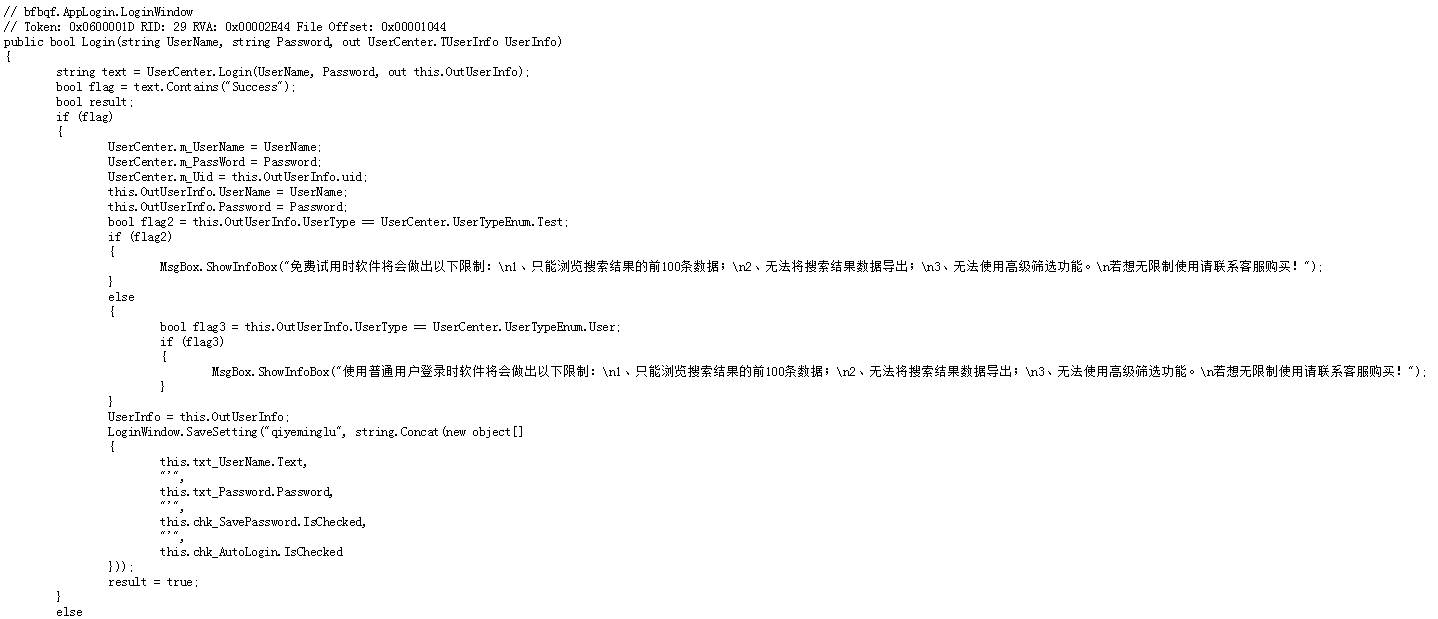 // bfbqf.AppLogin.LoginWindow
// Token: 0x0600001D RID: 29 RVA: 0x00002E44 File Offset: 0x00001044
public bool Login(string UserName, string Password, out UserCenter.TUserInfo UserInfo)
{
string text = UserCenter.Login(UserName, Password, out this.OutUserInfo);
bool flag = text.Contains("Success");
bool result;
if (flag)
{
UserCenter.m_UserName = UserName;
UserCenter.m_PassWord = Password;
UserCenter.m_Uid = this.OutUserInfo.uid;
this.OutUserInfo.UserName = UserName;
this.OutUserInfo.Password = Password;
bool flag2 = this.OutUserInfo.UserType == UserCenter.UserTypeEnum.Test;
if (flag2)
{
MsgBox.ShowInfoBox("免费试用时软件将会做出以下限制：\n1、只能浏览搜索结果的前100条数据；\n2、无法将搜索结果数据导出；\n3、无法使用高级筛选功能。\n若想无限制使用请联系客服购买！");
}
else
{
bool flag3 = this.OutUserInfo.UserType == UserCenter.UserTypeEnum.User;
if (flag3)
{
MsgBox.ShowInfoBox("使用普通用户登录时软件将会做出以下限制：\n1、只能浏览搜索结果的前100条数据；\n2、无法将搜索结果数据导出；\n3、无法使用高级筛选功能。\n若想无限制使用请联系客服购买！");
}
}
UserInfo = this.OutUserInfo;
LoginWindow.SaveSetting("qiyeminglu", string.Concat(new object[]
{
this.txt_UserName.Text,
"'",
this.txt_Password.Password,
"'",
this.chk_SavePassword.IsChecked,
"'",
this.chk_AutoLogin.IsChecked
}));
result = true;
}
else